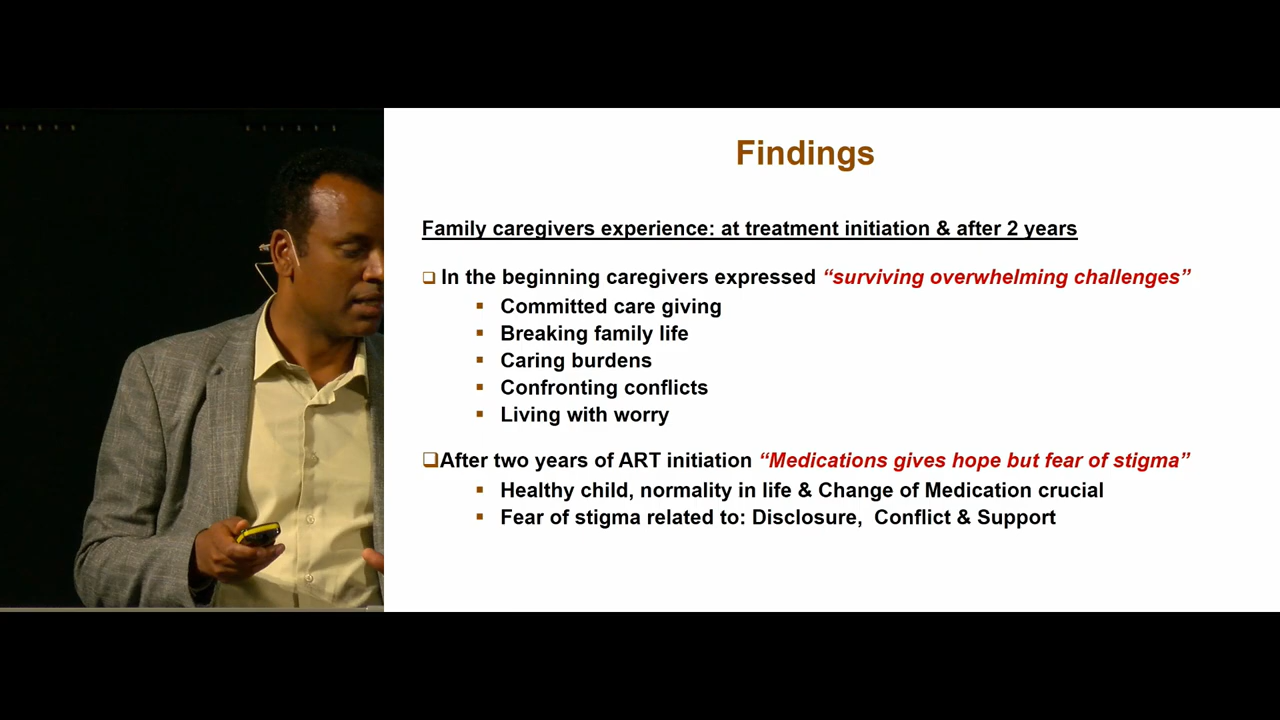 Findings
Family caregivers experience: at treatment initiation & after 2 years
❑ In the beginning caregivers expressed “surviving overwhelming challenges”
▪ Committed care giving
▪ Breaking family life
▪ Caring burdens
▪ Confronting conflicts
▪ Living with worry
❑After two years of ART initiation “Medications gives hope but fear of stigma”
▪ Healthy child, normality in life & Change of Medication crucial
▪ Fear of stigma related to: Disclosure, Conflict & Support